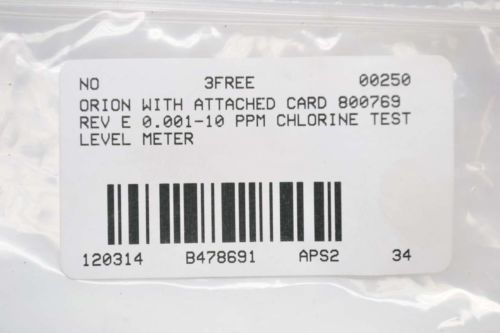 NO 3FREE 00250
ORION WITH ATTACHED CARD 800769
REV E 0.001-10 PPM CHLORINE TEST
LEVEL METER
120314 B478691 APS2 34